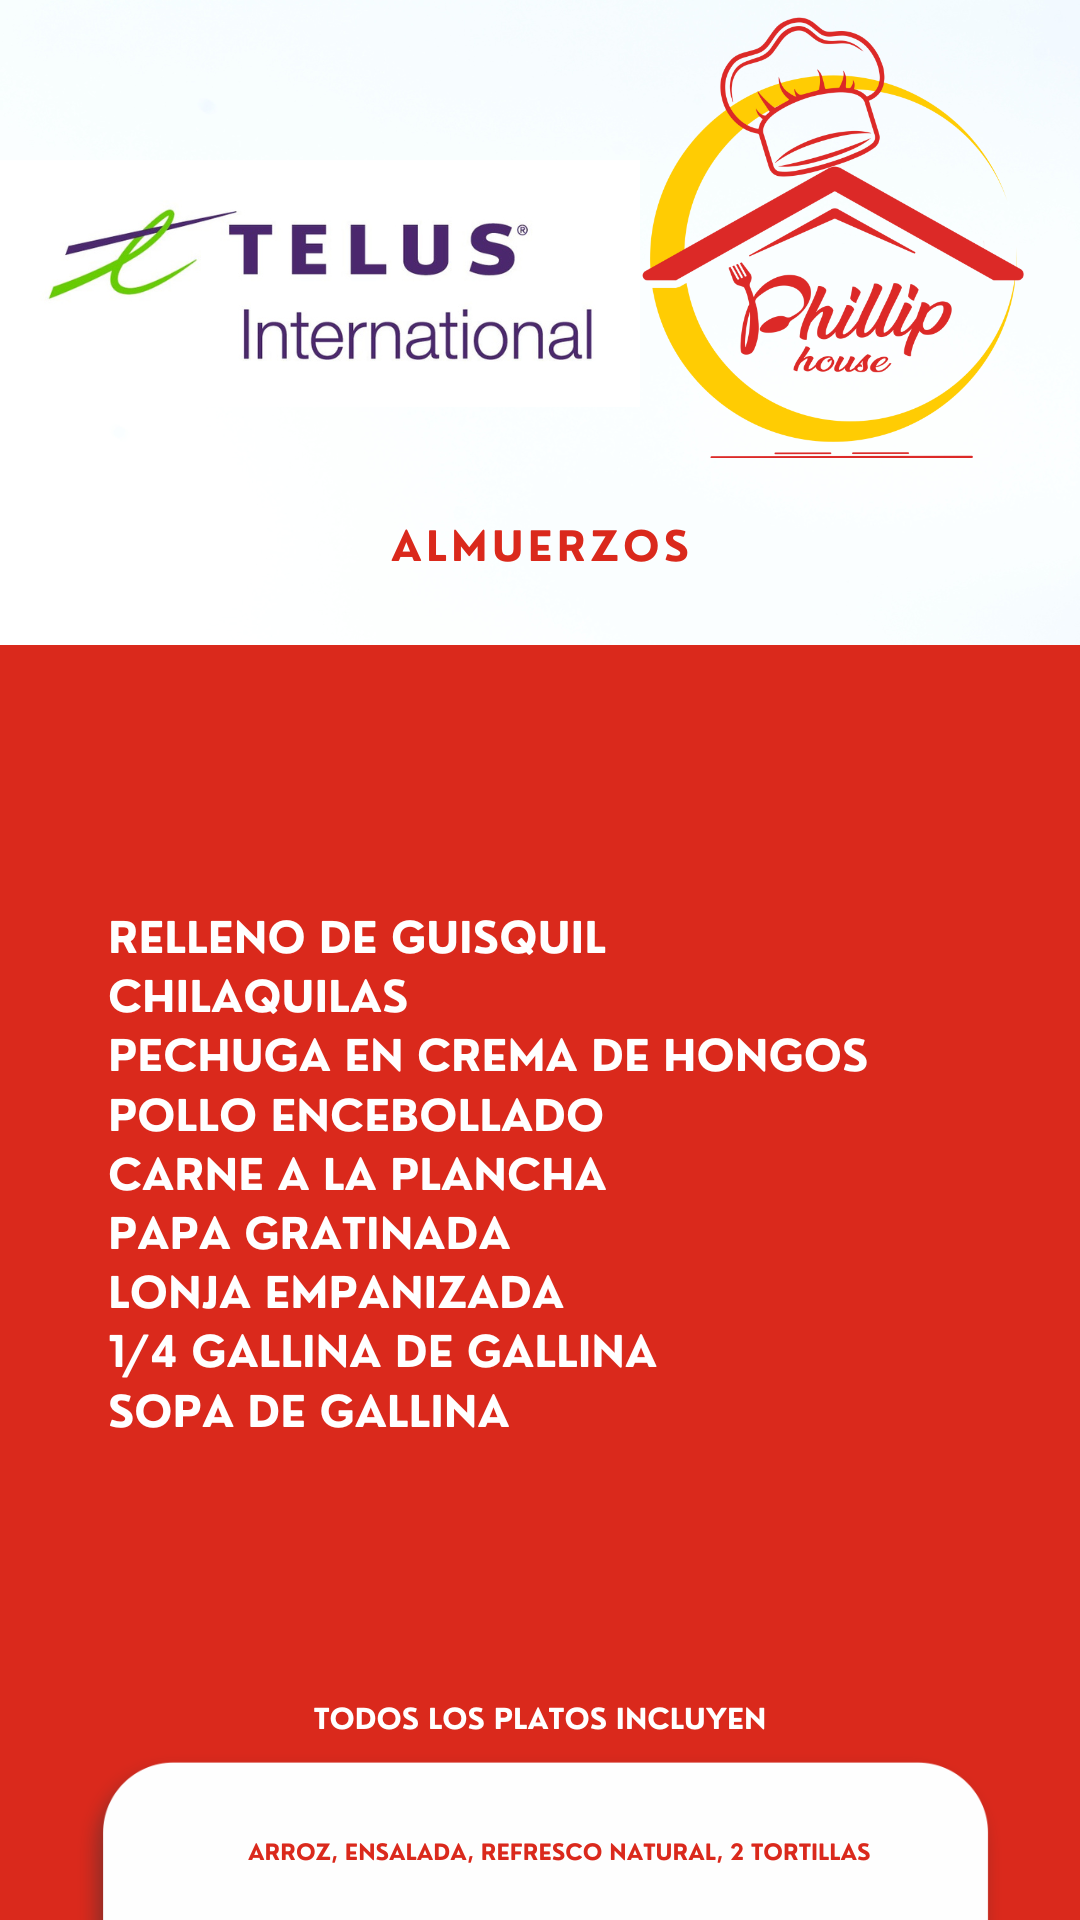 TELUS®
International
Phillip
house
ALMUERZOS
RELLENO DE GUISQUIL
CHILAQUILAS
PECHUGA EN CREMA DE HONGOS
POLLO ENCEBOLLADO
CARNE A LA PLANCHA
PAPA GRATINADA
LONJA EMPANIZADA
1/4 GALLINA DE GALLINA
SOPA DE GALLINA
TODOS LOS PLATOS INCLUYEN
ARROZ, ENSALADA, REFRESCO NATURAL, 2 TORTILLAS